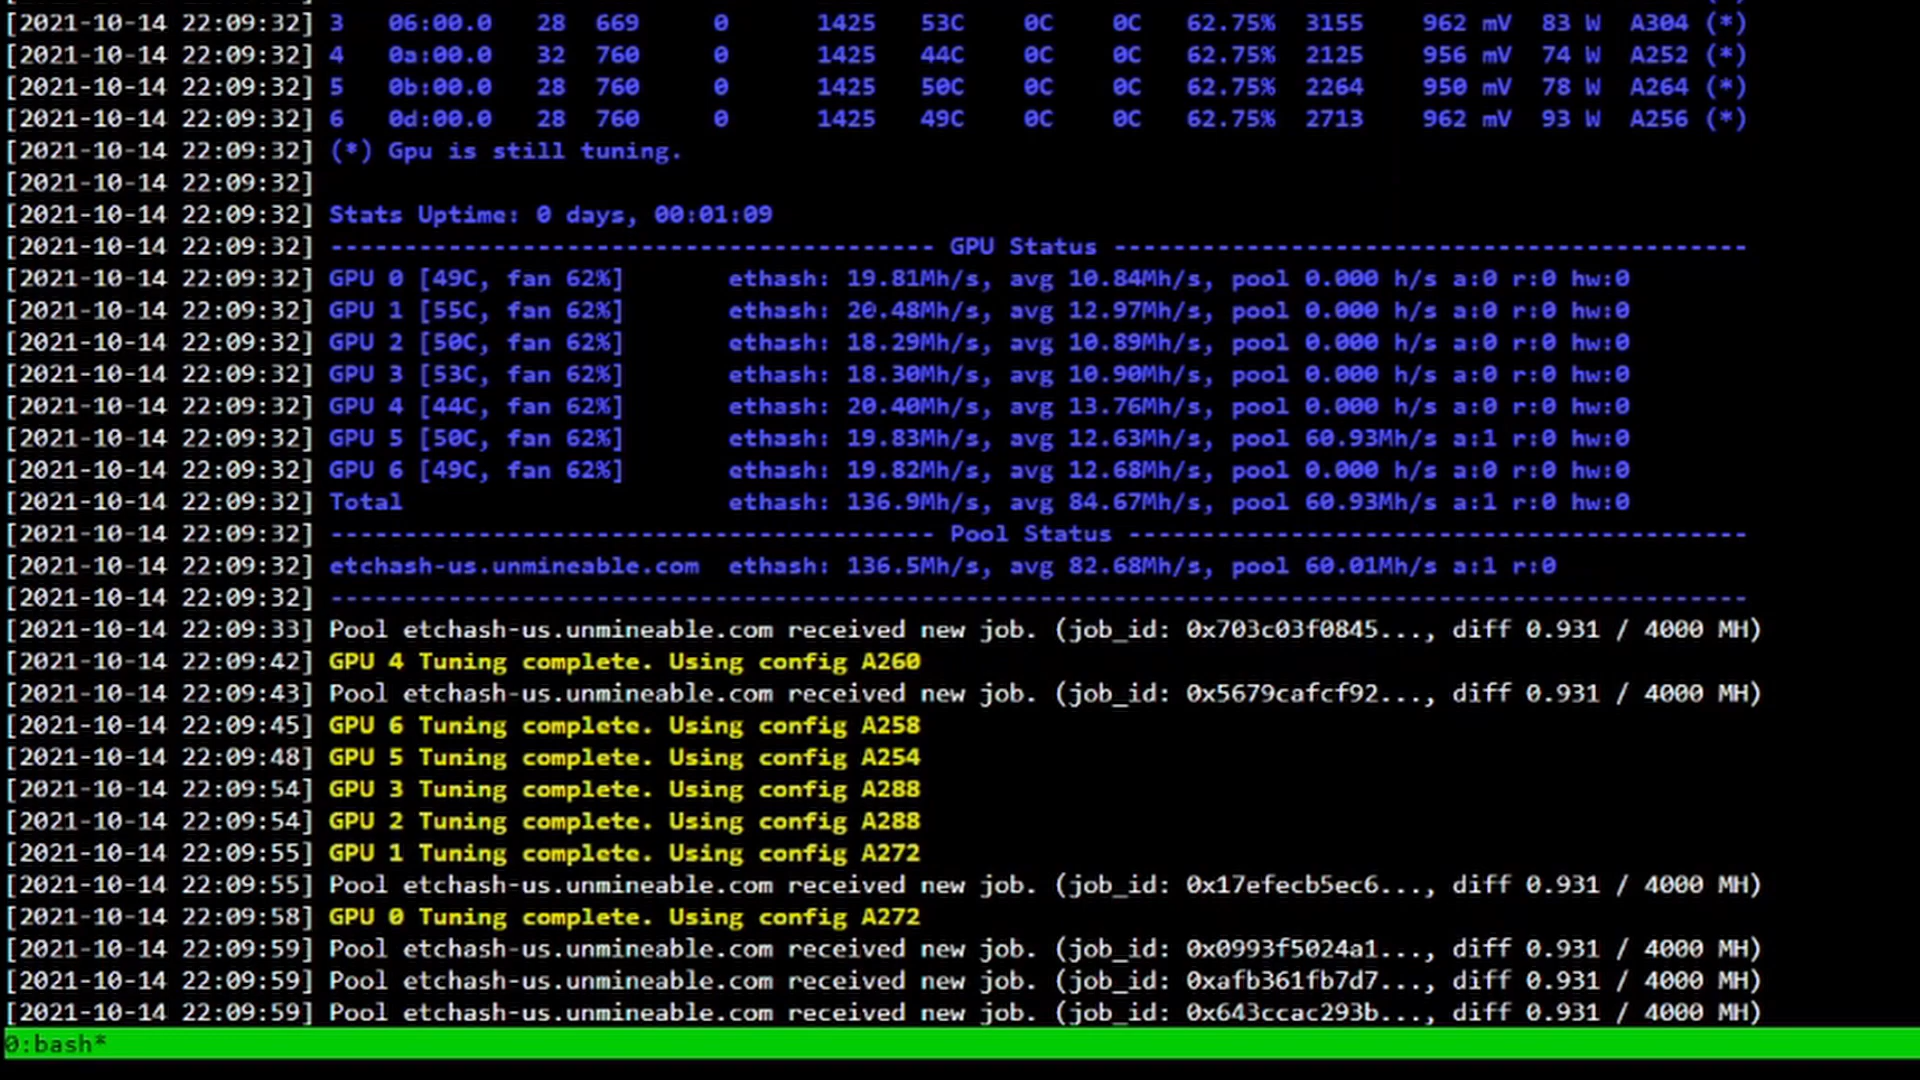 [2021-10-14 22:09:32] 3 06:00.0 28 669 0 1425 53C 0C 0C 62.75% 3155 962 mV 83 W A304 (*)
[2021-10-14 22:09:32] 4 0a:00.0 32 760 0 1425 44C 0C 0C 62.75% 2125 956 mV 74 W A252 (*)
[2021-10-14 22:09:32] 5 0b:00.0 28 760 0 1425 50C 0C 0C 62.75% 2264 950 mV 78 W A264 (*)
[2021-10-14 22:09:32] 6 0d:00.0 28 760 0 1425 49C 0C 0C 62.75% 2713 962 mV 93 W A256 (*)
[2021-10-14 22:09:32] (*) Gpu is still tuning.
[2021-10-14 22:09:32]
[2021-10-14 22:09:32] Stats Uptime: 0 days, 00:01:09
[2021-10-14 22:09:32] ----------------------------------------- GPU Status -------------------------------------------
[2021-10-14 22:09:32] GPU 0 [49C, fan 62%] ethash: 19.81Mh/s, avg 10.84Mh/s, pool 0.000 h/s a:0 r:0 hw:0
[2021-10-14 22:09:32] GPU 1 [55C, fan 62%] ethash: 20.48Mh/s, avg 12.97Mh/s, pool 0.000 h/s a:0 r:0 hw:0
[2021-10-14 22:09:32] GPU 2 [50C, fan 62%] ethash: 18.29Mh/s, avg 10.89Mh/s, pool 0.000 h/s a:0 r:0 hw:0
[2021-10-14 22:09:32] GPU 3 [53C, fan 62%] ethash: 18.30Mh/s, avg 10.90Mh/s, pool 0.000 h/s a:0 r:0 hw:0
[2021-10-14 22:09:32] GPU 4 [44C, fan 62%] ethash: 20.40Mh/s, avg 13.76Mh/s, pool 0.000 h/s a:0 r:0 hw:0
[2021-10-14 22:09:32] GPU 5 [50C, fan 62%] ethash: 19.83Mh/s, avg 12.63Mh/s, pool 60.93Mh/s a:1 r:0 hw:0
[2021-10-14 22:09:32] GPU 6 [49C, fan 62%] ethash: 19.82Mh/s, avg 12.68Mh/s, pool 0.000 h/s a:0 r:0 hw:0
[2021-10-14 22:09:32] Total ethash: 136.9Mh/s, avg 84.67Mh/s, pool 60.93Mh/s a:1 r:0 hw:0
[2021-10-14 22:09:32] ----------------------------------------- Pool Status ------------------------------------------
[2021-10-14 22:09:32] etchash-us.unmineable.com ethash: 136.5Mh/s, avg 82.68Mh/s, pool 60.01Mh/s a:1 r:0
[2021-10-14 22:09:32] ------------------------------------------------------------------------------------------------
[2021-10-14 22:09:33] Pool etchash-us.unmineable.com received new job. (job_id: 0x703c03f0845..., diff 0.931 / 4000 MH)
[2021-10-14 22:09:42] GPU 4 Tuning complete. Using config A260
[2021-10-14 22:09:43] Pool etchash-us.unmineable.com received new job. (job_id: 0x5679cafcf92..., diff 0.931 / 4000 MH)
[2021-10-14 22:09:45] GPU 6 Tuning complete. Using config A258
[2021-10-14 22:09:48] GPU 5 Tuning complete. Using config A254
[2021-10-14 22:09:54] GPU 3 Tuning complete. Using config A288
[2021-10-14 22:09:54] GPU 2 Tuning complete. Using config A288
[2021-10-14 22:09:55] GPU 1 Tuning complete. Using config A272
[2021-10-14 22:09:55] Pool etchash-us.unmineable.com received new job. (job_id: 0x17efecb5ec6..., diff 0.931 / 4000 MH)
[2021-10-14 22:09:58] GPU 0 Tuning complete. Using config A272
[2021-10-14 22:09:59] Pool etchash-us.unmineable.com received new job. (job_id: 0x0993f5024a1..., diff 0.931 / 4000 MH)
[2021-10-14 22:09:59] Pool etchash-us.unmineable.com received new job. (job_id: 0xafb361fb7d7..., diff 0.931 / 4000 MH)
[2021-10-14 22:09:59] Pool etchash-us.unmineable.com received new job. (job_id: 0x643ccac293b..., diff 0.931 / 4000 MH)
0:bash*